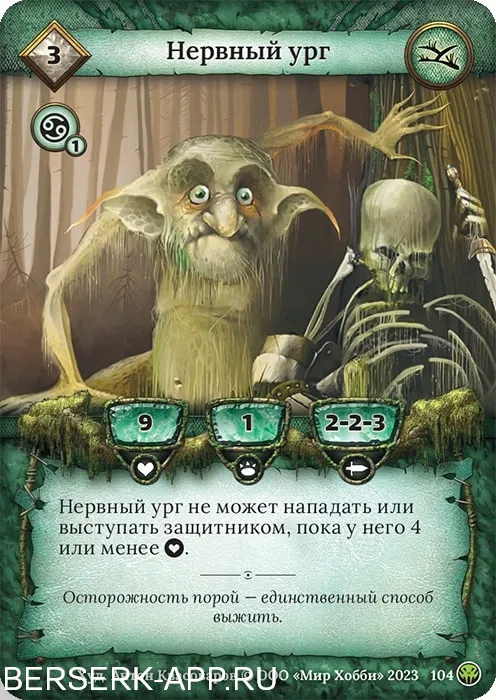 3
Нервный ург
1
9
1
2-2-3
Нервный ург не может нападать или
выступать защитником, пока у него 4
или менее .
Осторожность порой — единственный способ
выжить.
ООО «Мир Хобби» 2023 104
BERSERK-APP.RU